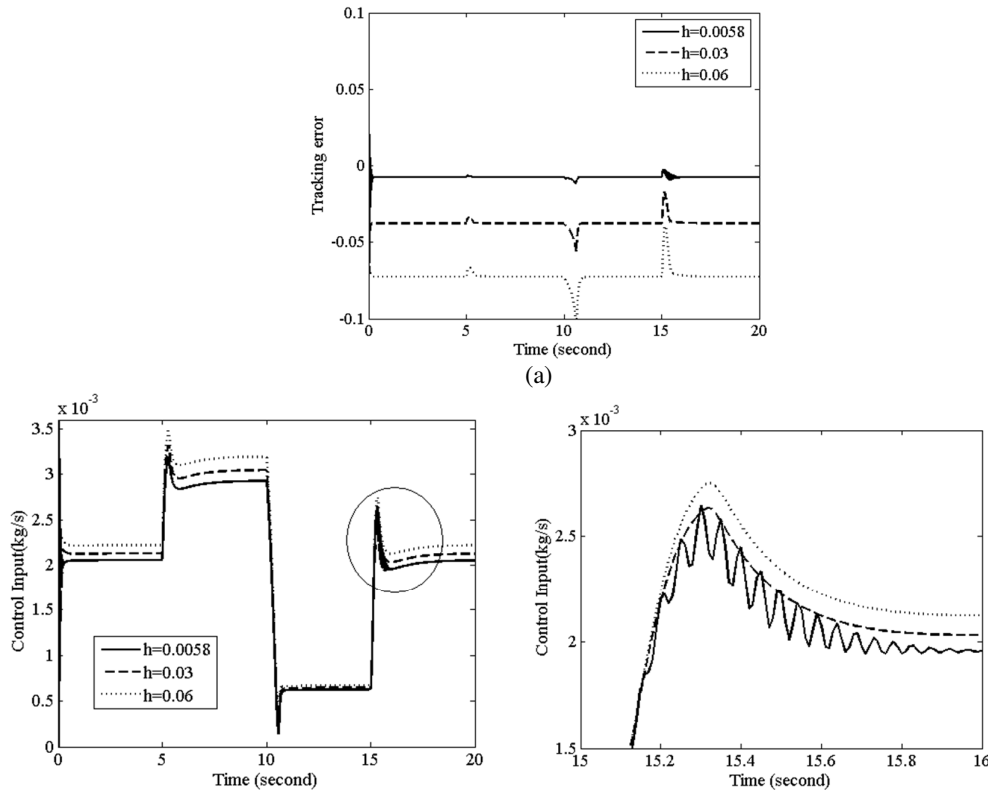 0.1
0.05
0
-0.05
-0.1
Tracking error
h=0.0058
h=0.03
h=0.06
0 5 10 15 20
Time (second)
(a)
x 10⁻³
3.5
3
2.5
2
1.5
1
0.5
0
Control Input(kg/s)
h=0.0058
h=0.03
h=0.06
0 5 10 15 20
Time (second)
x 10⁻³
3
2.5
2
1.5
Control Input(kg/s)
15 15.2 15.4 15.6 15.8 16
Time (second)